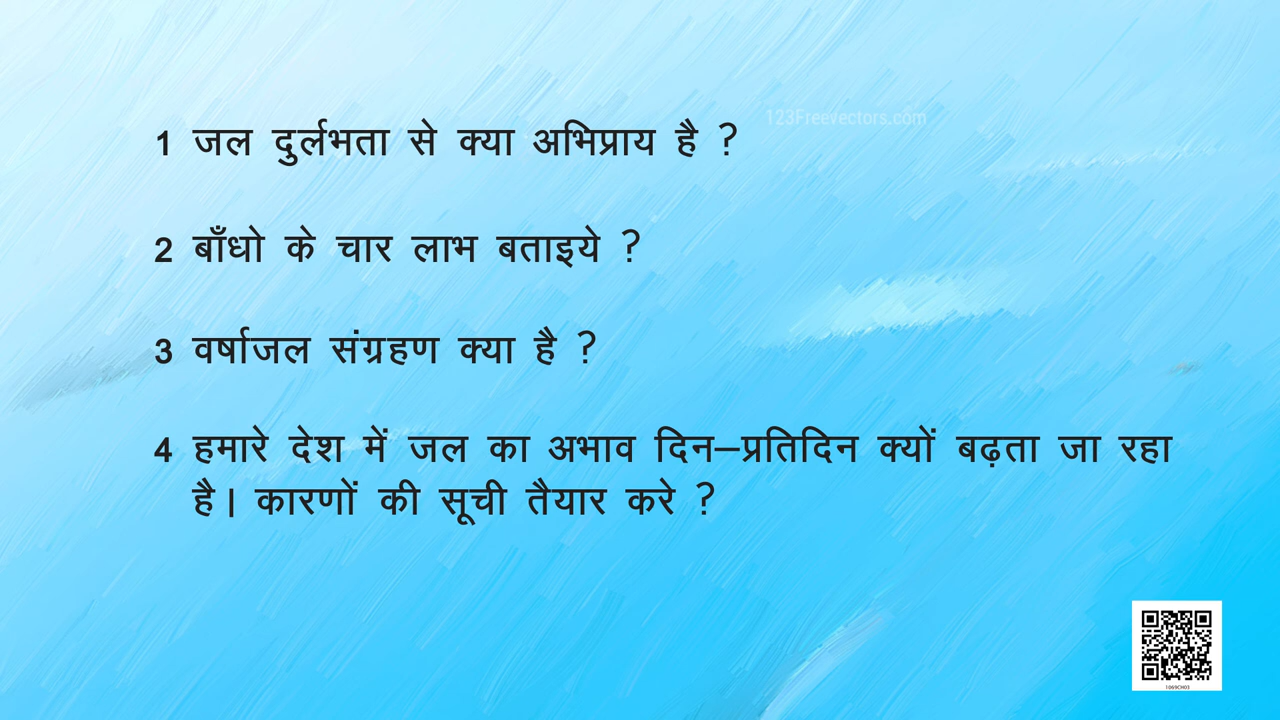 123Freevectors.com
1 जल दुर्लभता से क्या अभिप्राय है ?
2 बाँधो के चार लाभ बताइये ?
3 वर्षाजल संग्रहण क्या है ?
4 हमारे देश में जल का अभाव दिन–प्रतिदिन क्यों बढ़ता जा रहा
है। कारणों की सूची तैयार करे ?
1069CH03